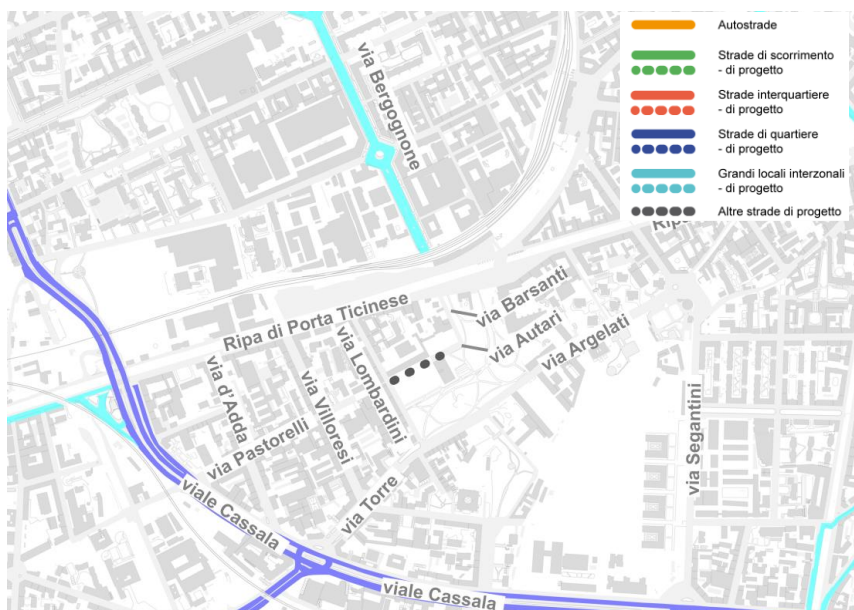 Autostrade
Strade di scorrimento
- di progetto
Strade interquartiere
- di progetto
Strade di quartiere
- di progetto
Grandi locali interzonali
- di progetto
Altre strade di progetto
via Bergognone
Ripa
Ripa di Porta Ticinese
via Barsanti
via Autari
via Argelati
via Lombardini
via d'Adda
via Villoresi
via Pastorelli
via Segantini
via Torre
viale Cassala
viale Cassala